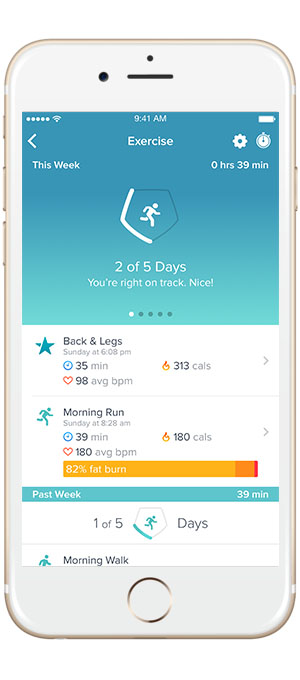 9:41 AM
Exercise
This Week 0 hrs 39 min
2 of 5 Days
You're right on track. Nice!
Back & Legs
Sunday at 6:08 pm
35 min 313 cals
98 avg bpm
Morning Run
Sunday at 8:28 am
39 min 180 cals
180 avg bpm
82% fat burn
Past Week 39 min
1 of 5 Days
Morning Walk